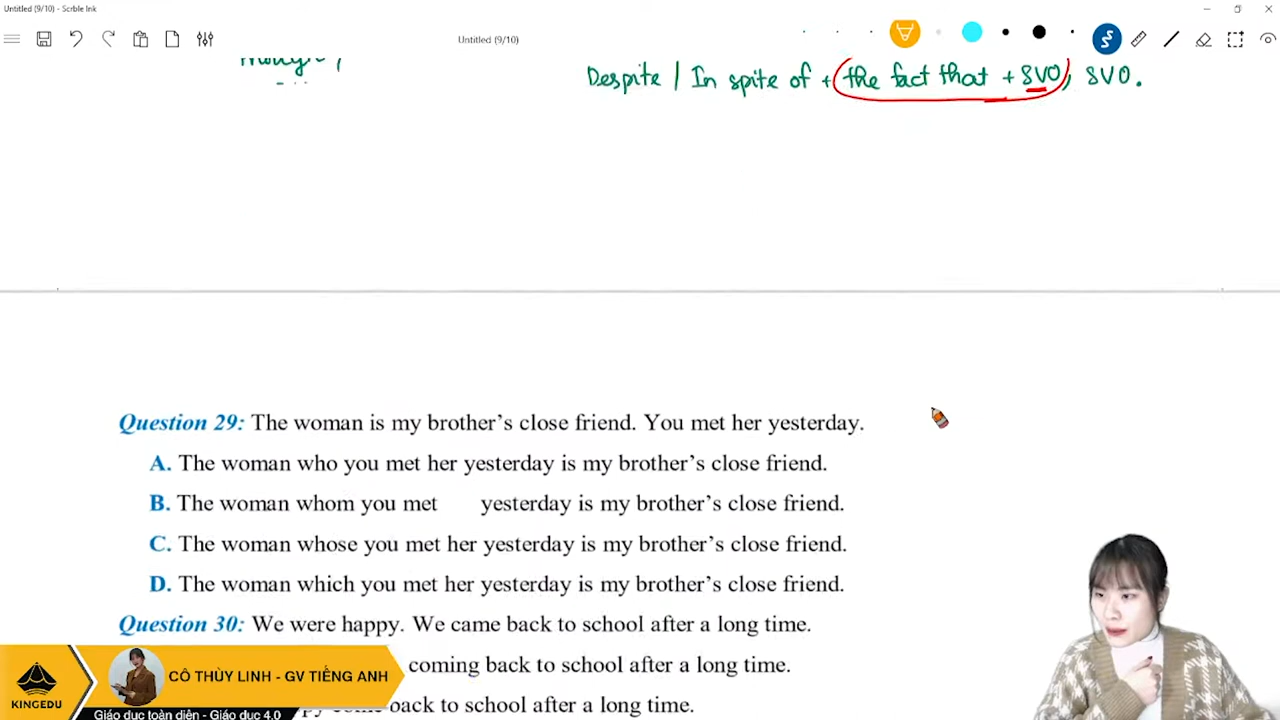 Untitled (9/10) - Scrble Ink
Untitled (9/10)
Despite / In spite of + (the fact that + SVO), SVO.
Question 29: The woman is my brother’s close friend. You met her yesterday.
A. The woman who you met her yesterday is my brother’s close friend.
B. The woman whom you met yesterday is my brother’s close friend.
C. The woman whose you met her yesterday is my brother’s close friend.
D. The woman which you met her yesterday is my brother’s close friend.
Question 30: We were happy. We came back to school after a long time.
coming back to school after a long time.
come back to school after a long time.
KINGEDU
CÔ THÙY LINH - GV TIẾNG ANH
Giáo dục toàn diện - Giáo dục 4.0